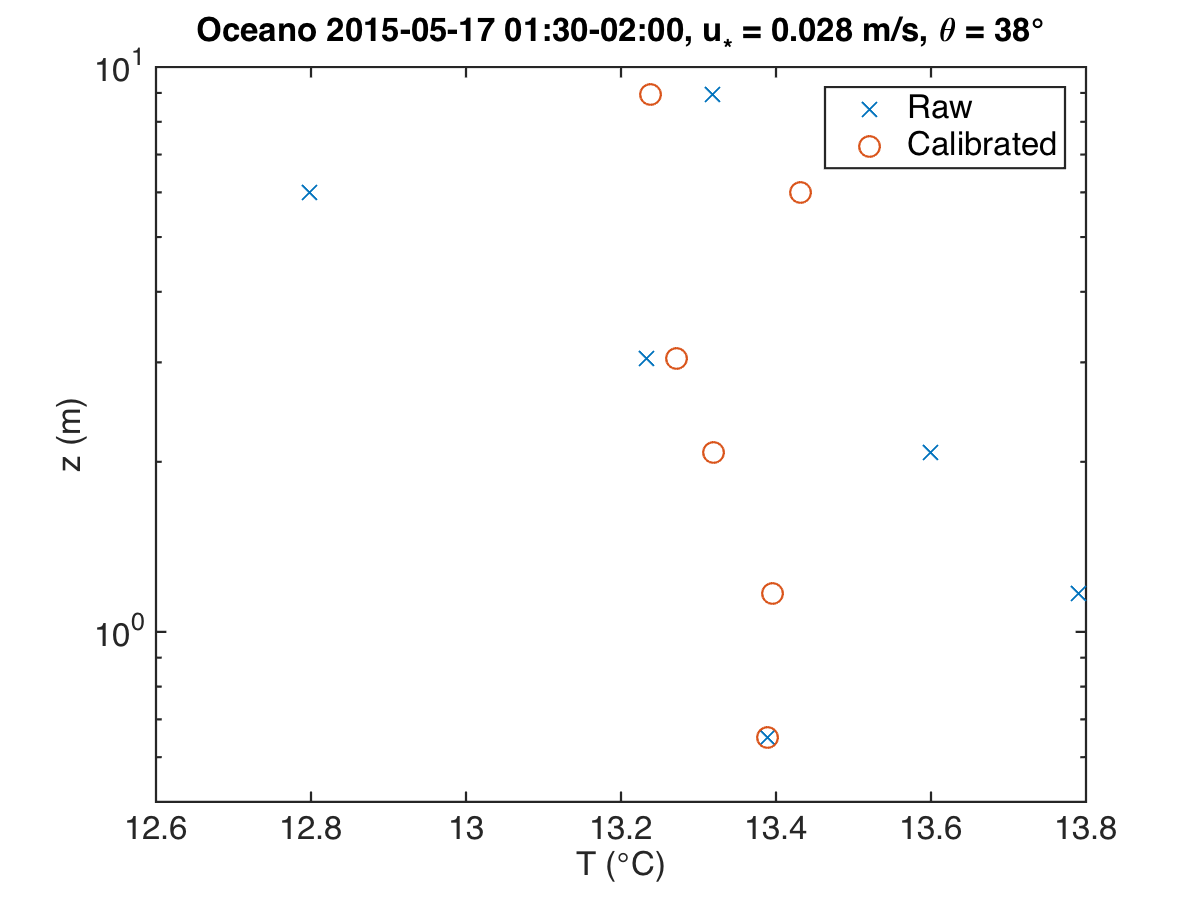 Oceano 2015-05-17 01:30-02:00, u* = 0.028 m/s, θ = 38°
10^1
Raw
Calibrated
z (m)
10^0
12.6 12.8 13 13.2 13.4 13.6 13.8
T (°C)